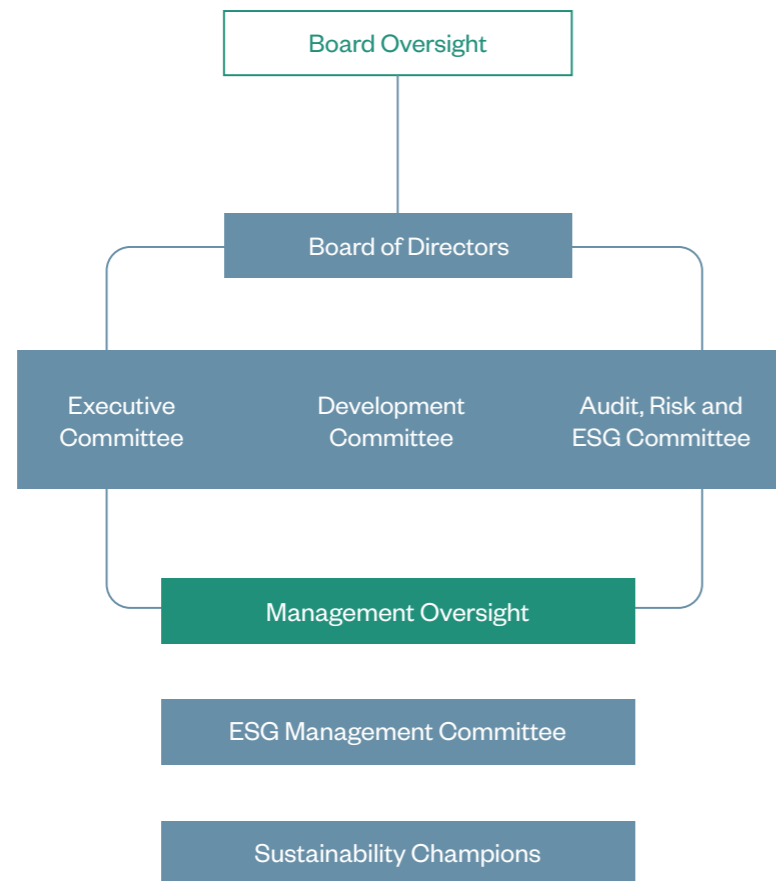 Board Oversight
Board of Directors
Executive
Committee
Development
Committee
Audit, Risk and
ESG Committee
Management Oversight
ESG Management Committee
Sustainability Champions